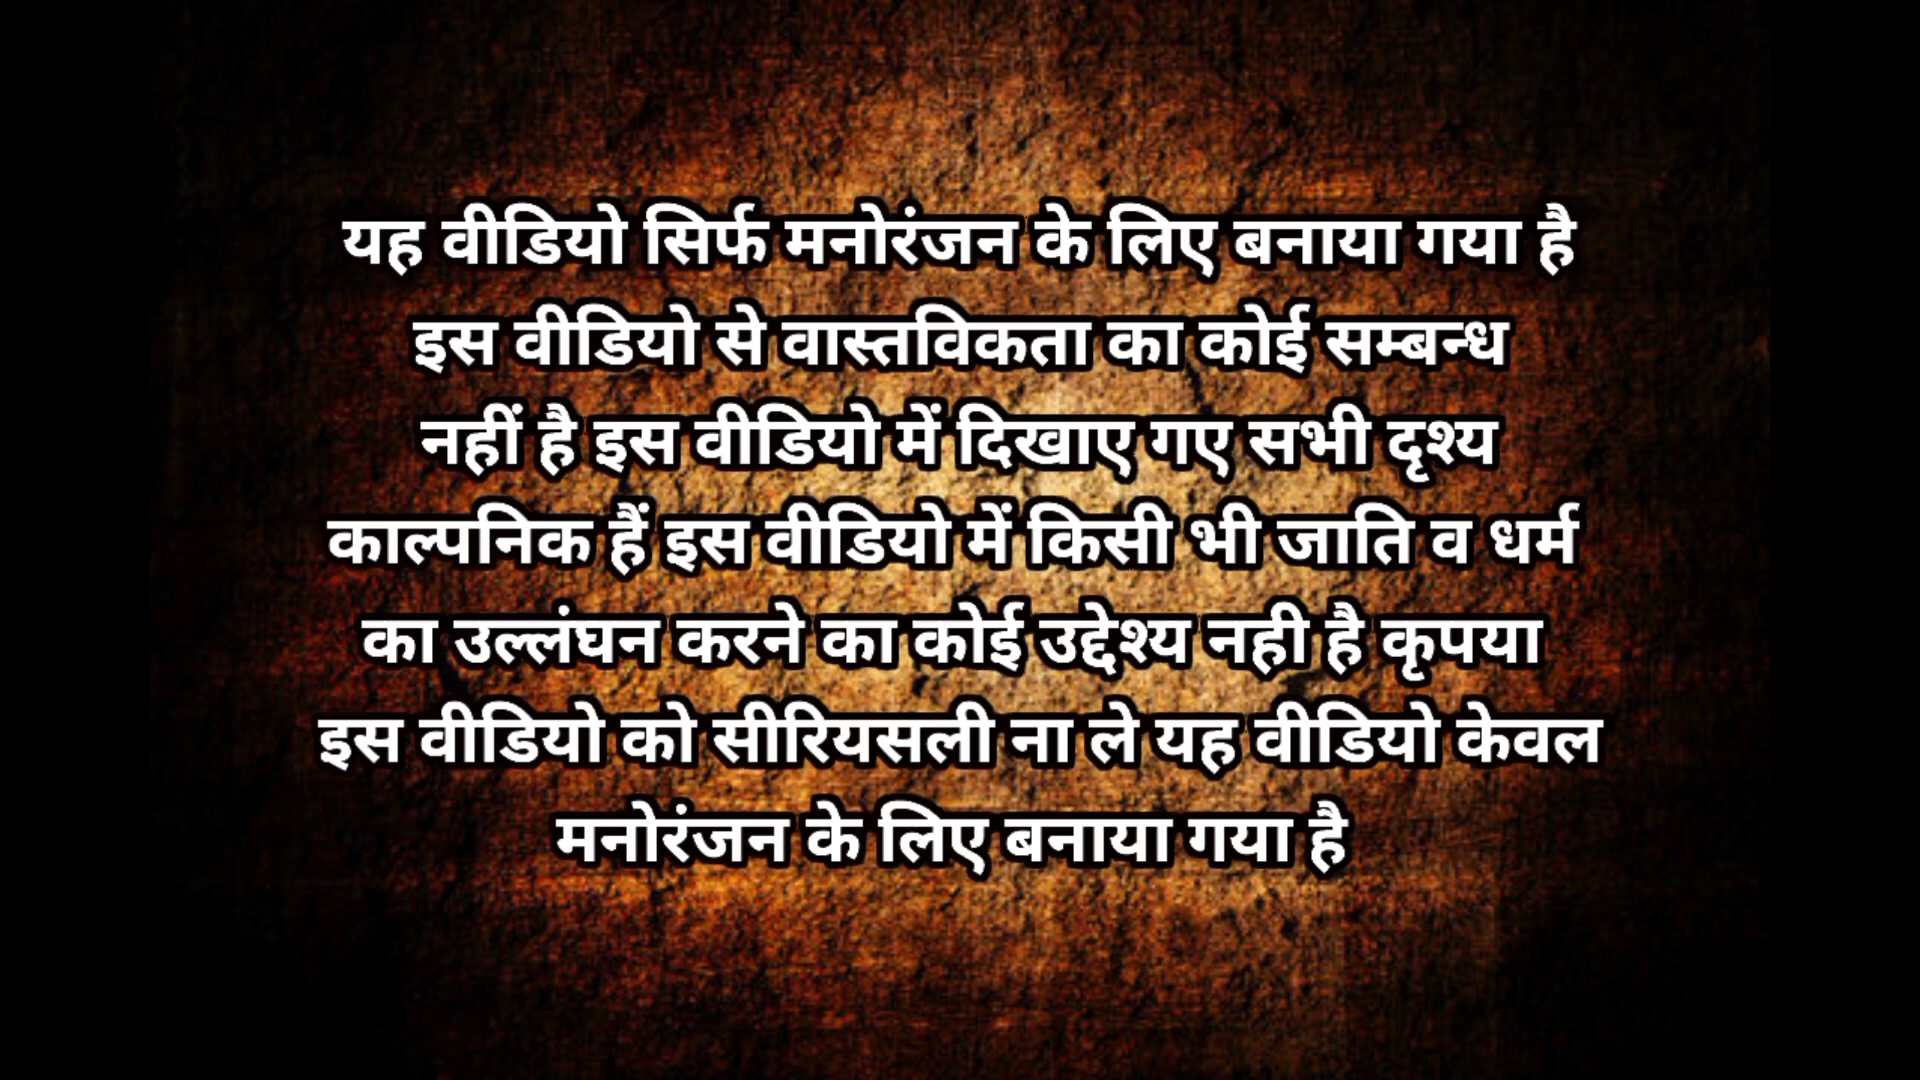 यह वीडियो सिर्फ मनोरंजन के लिए बनाया गया है
इस वीडियो से वास्तविकता का कोई सम्बन्ध
नहीं है इस वीडियो में दिखाए गए सभी दृश्य
काल्पनिक हैं इस वीडियो में किसी भी जाति व धर्म
का उल्लंघन करने का कोई उद्देश्य नही है कृपया
इस वीडियो को सीरियसली ना ले यह वीडियो केवल
मनोरंजन के लिए बनाया गया है